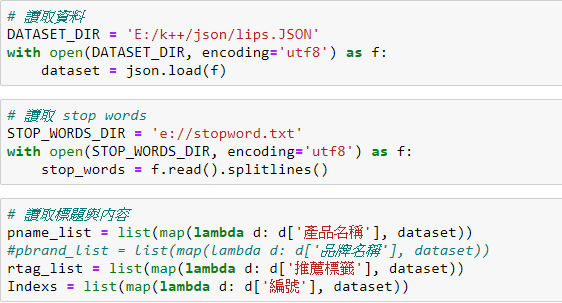 # 讀取資料
DATASET_DIR = 'E:/k++/json/lips.JSON'
with open(DATASET_DIR, encoding='utf8') as f:
    dataset = json.load(f)
# 讀取 stop words
STOP_WORDS_DIR = 'e://stopword.txt'
with open(STOP_WORDS_DIR, encoding='utf8') as f:
    stop_words = f.read().splitlines()
# 讀取標題與內容
pname_list = list(map(lambda d: d['產品名稱'], dataset))
#pbrand_list = list(map(lambda d: d['品牌名稱'], dataset))
rtag_list = list(map(lambda d: d['推薦標籤'], dataset))
Indexs = list(map(lambda d: d['編號'], dataset))